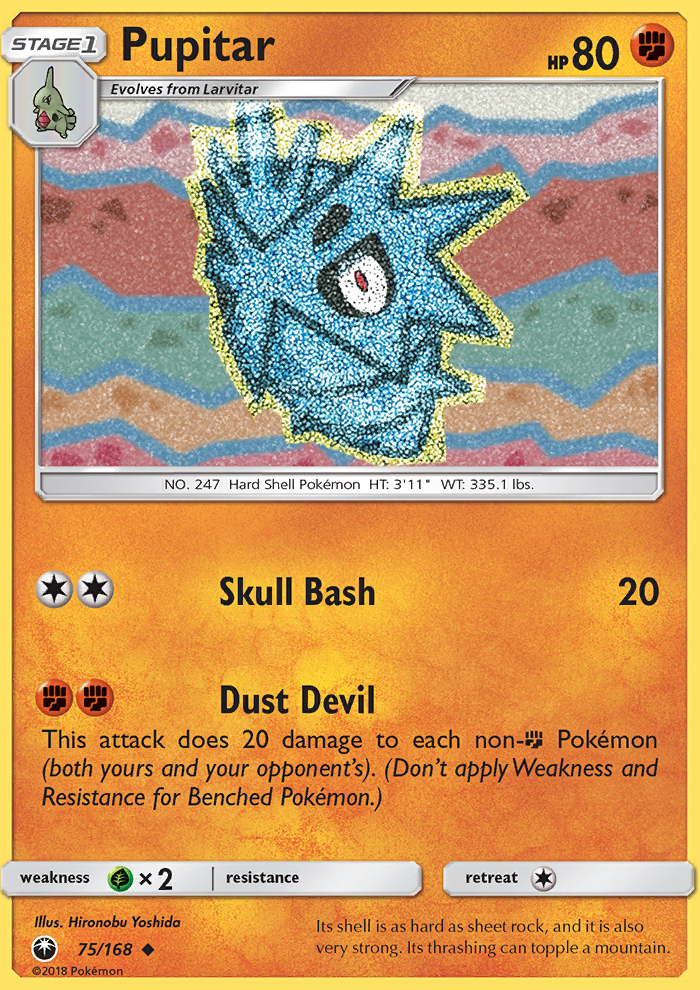 STAGE1
Pupitar
HP80
Evolves from Larvitar
NO. 247 Hard Shell Pokémon HT: 3'11" WT: 335.1 lbs.
Skull Bash 20
Dust Devil
This attack does 20 damage to each non- Pokémon
(both yours and your opponent's). (Don't apply Weakness and
Resistance for Benched Pokémon.)
weakness ×2 resistance retreat
Illus. Hironobu Yoshida
75/168
©2018 Pokémon
Its shell is as hard as sheet rock, and it is also
very strong. Its thrashing can topple a mountain.